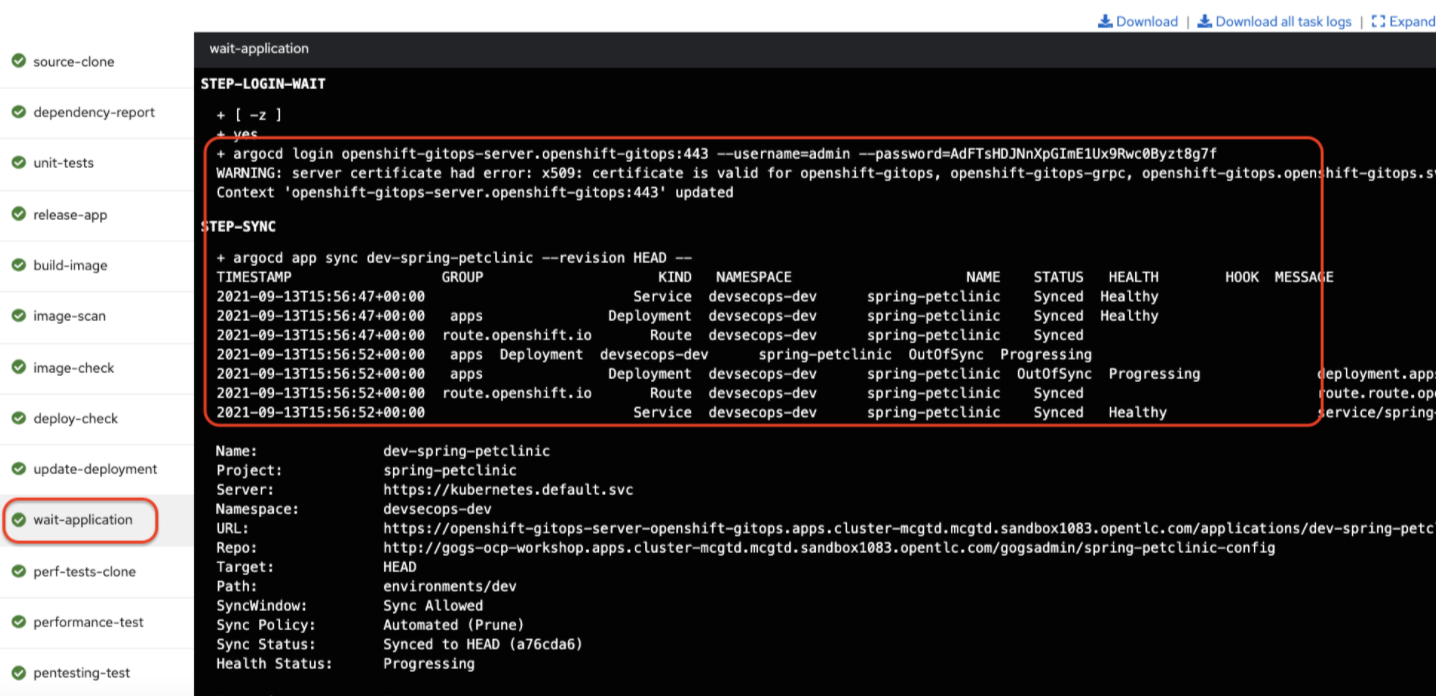 Download | Download all task logs | Expand
source-clone
dependency-report
unit-tests
release-app
build-image
image-scan
image-check
deploy-check
update-deployment
wait-application
perf-tests-clone
performance-test
pentesting-test
wait-application
STEP-LOGIN-WAIT
+ [ -z ]
+ yes
+ argocd login openshift-gitops-server.openshift-gitops:443 --username=admin --password=AdFTsHDJNnXpGImE1Ux9Rwc0Byzt8g7f
WARNING: server certificate had error: x509: certificate is valid for openshift-gitops, openshift-gitops-grpc, openshift-gitops.openshift-gitops.sv
Context 'openshift-gitops-server.openshift-gitops:443' updated
STEP-SYNC
+ argocd app sync dev-spring-petclinic --revision HEAD --
TIMESTAMP GROUP KIND NAMESPACE NAME STATUS HEALTH HOOK MESSAGE
2021-09-13T15:56:47+00:00 Service devsecops-dev spring-petclinic Synced Healthy
2021-09-13T15:56:47+00:00 apps Deployment devsecops-dev spring-petclinic Synced Healthy
2021-09-13T15:56:47+00:00 route.openshift.io Route devsecops-dev spring-petclinic Synced
2021-09-13T15:56:52+00:00 apps Deployment devsecops-dev spring-petclinic OutOfSync Progressing
2021-09-13T15:56:52+00:00 apps Deployment devsecops-dev spring-petclinic OutOfSync Progressing deployment.apps
2021-09-13T15:56:52+00:00 route.openshift.io Route devsecops-dev spring-petclinic Synced route.route.ope
2021-09-13T15:56:52+00:00 Service devsecops-dev spring-petclinic Synced Healthy service/spring-
Name: dev-spring-petclinic
Project: spring-petclinic
Server: https://kubernetes.default.svc
Namespace: devsecops-dev
URL: https://openshift-gitops-server-openshift-gitops.apps.cluster-mcgtd.mcgtd.sandbox1083.opentlc.com/applications/dev-spring-petc
Repo: http://gogs-ocp-workshop.apps.cluster-mcgtd.mcgtd.sandbox1083.opentlc.com/gogsadmin/spring-petclinic-config
Target: HEAD
Path: environments/dev
SyncWindow: Sync Allowed
Sync Policy: Automated (Prune)
Sync Status: Synced to HEAD (a76cda6)
Health Status: Progressing